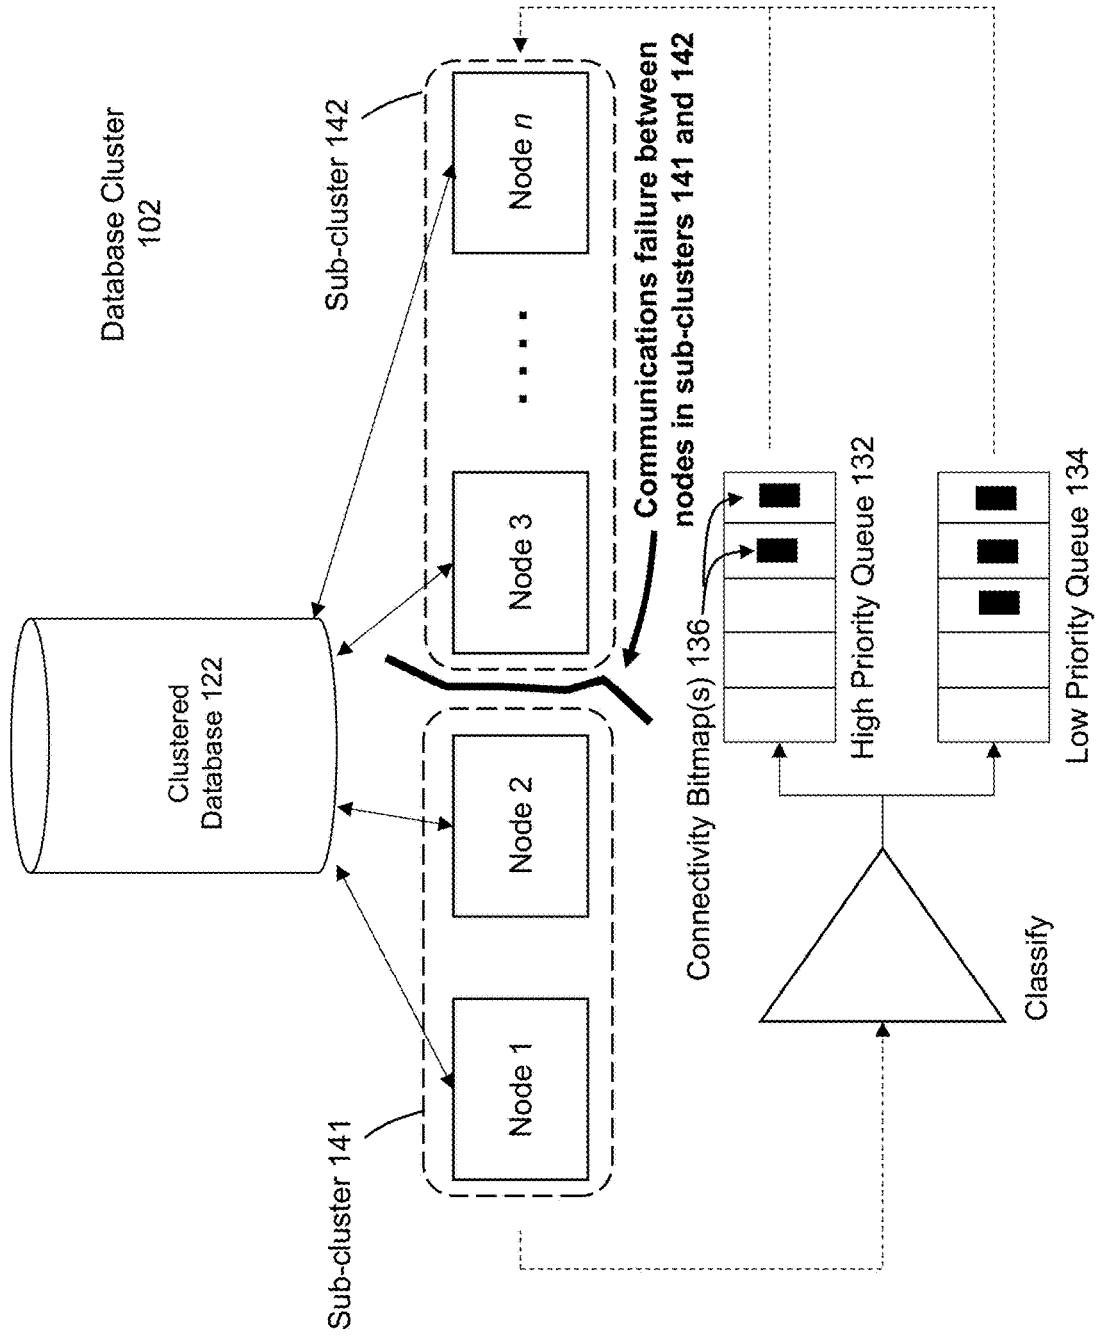 Database Cluster
102
Clustered
Database 122
Sub-cluster 141
Sub-cluster 142
Node 1
Node 2
Node 3
Node n
Communications failure between
nodes in sub-clusters 141 and 142
Connectivity Bitmap(s) 136
High Priority Queue 132
Classify
Low Priority Queue 134